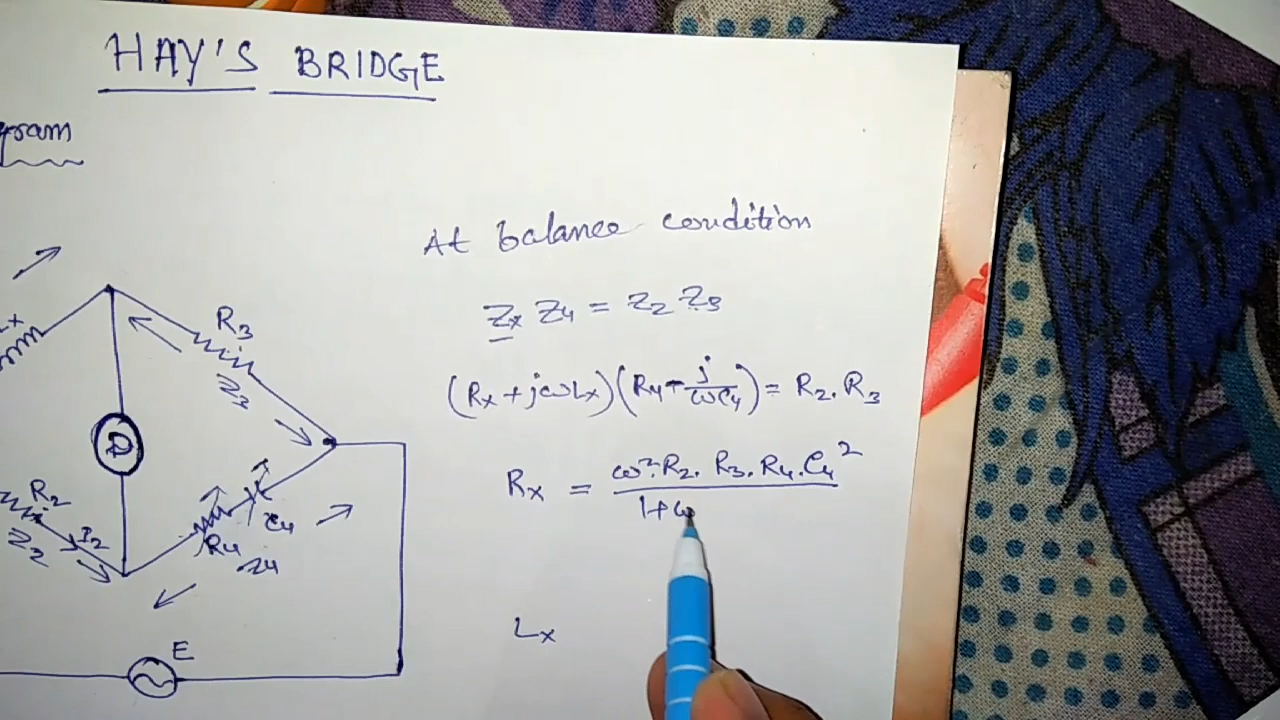 HAY'S BRIDGE
gram
At balance condition
Zx Z4 = Z2 Z3
(Rx + jωLx)(R4 - j/ωC4) = R2. R3
Rx = ω². R2. R3. R4. C4² / 1+ω
Lx
Lx
R3
Z3
D
R2
I2
Z2
C4
R4
Z4
E